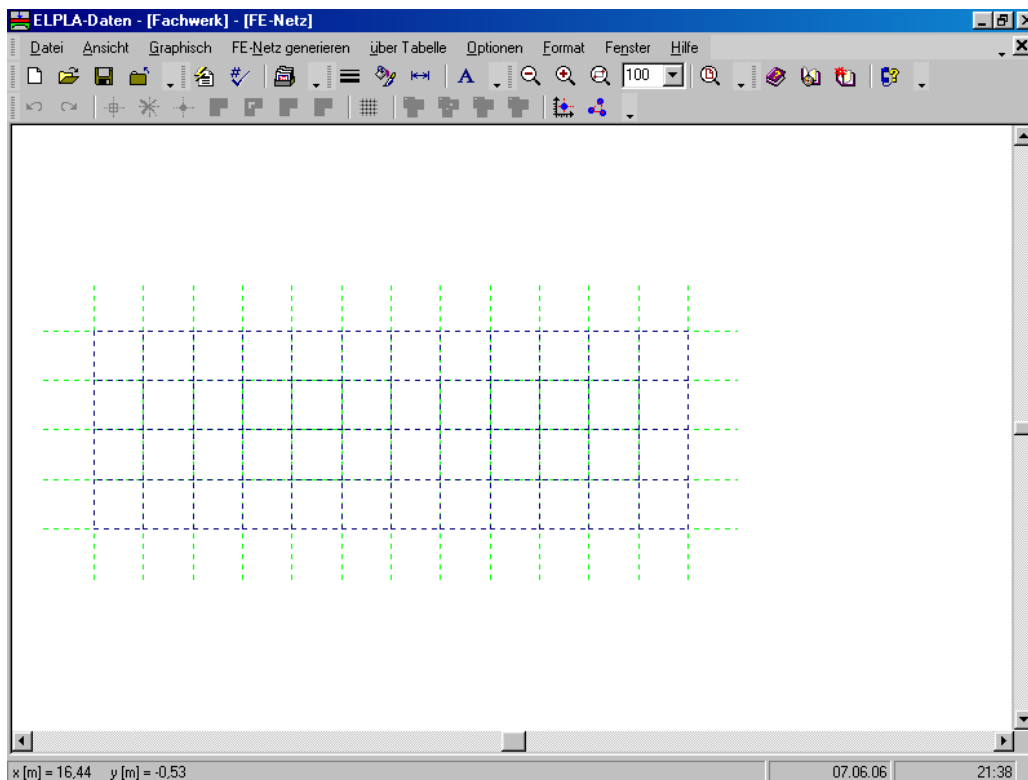 ELPLA-Daten - [Fachwerk] - [FE-Netz]
Datei Ansicht Graphisch FE-Netz generieren über Tabelle Optionen Format Fenster Hilfe
A 100
x [m] = 16,44 y [m] = -0,53 07.06.06 21:38